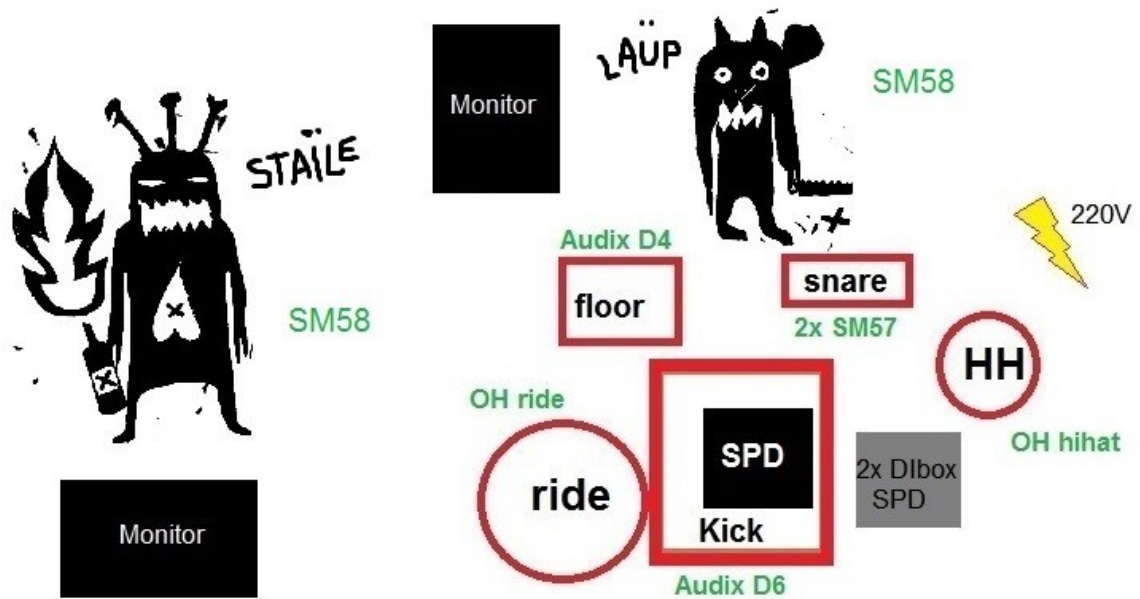 LAÜP
SM58
Monitor
STAÏLE
220V
Audix D4
floor
snare
2x SM57
SM58
HH
OH ride
OH hihat
SPD
2x DIbox
SPD
ride
Kick
Monitor
Audix D6